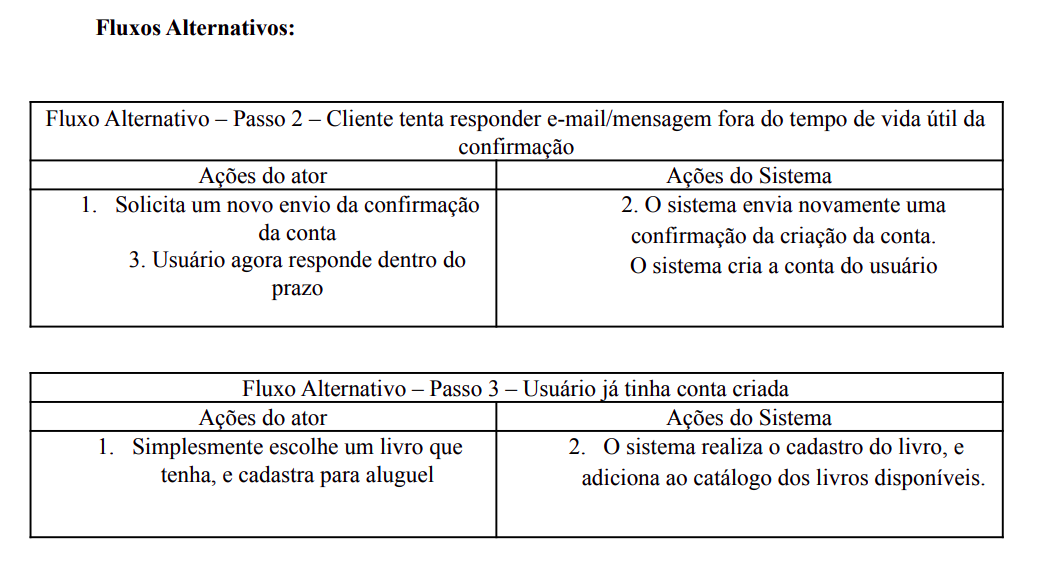 Fluxos Alternativos:
Fluxo Alternativo – Passo 2 – Cliente tenta responder e-mail/mensagem fora do tempo de vida útil da
confirmação
Ações do ator
Ações do Sistema
1. Solicita um novo envio da confirmação
da conta
3. Usuário agora responde dentro do
prazo
2. O sistema envia novamente uma
confirmação da criação da conta.
O sistema cria a conta do usuário
Fluxo Alternativo – Passo 3 – Usuário já tinha conta criada
Ações do ator
Ações do Sistema
1. Simplesmente escolhe um livro que
tenha, e cadastra para aluguel
2. O sistema realiza o cadastro do livro, e
adiciona ao catálogo dos livros disponíveis.